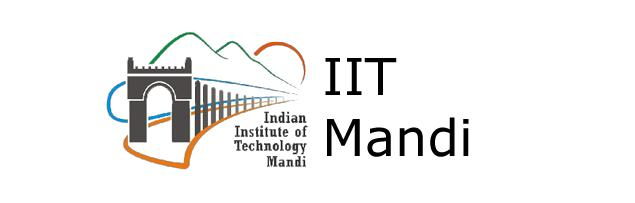 Indian
Institute of
Technology
Mandi
IIT
Mandi